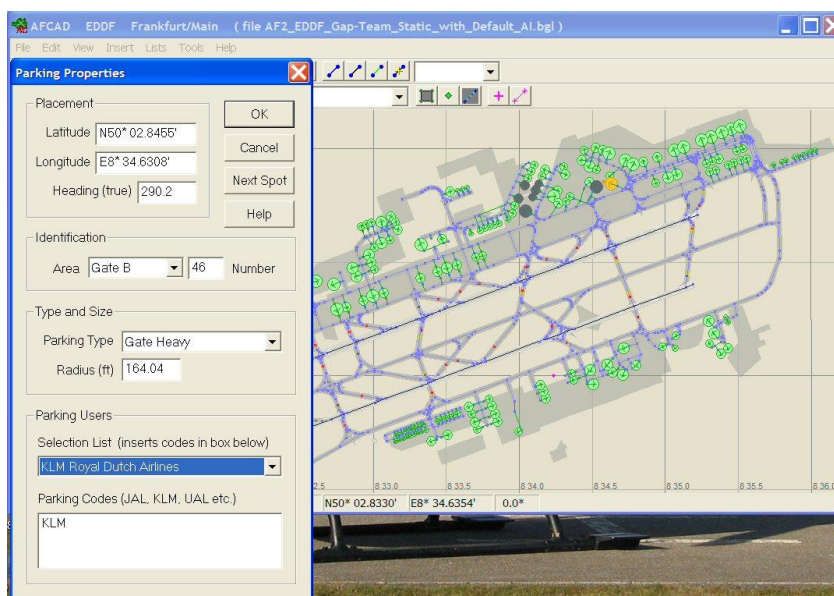 AFCAD EDDF Frankfurt/Main ( file AF2_EDDF_Gap-Team_Static_with_Default_AI.bgl )
File Edit View Insert Lists Tools Help
Parking Properties
Placement
Latitude N50* 02.8455'
Longitude E8* 34.6308'
Heading (true) 290.2
OK
Cancel
Next Spot
Help
Identification
Area Gate B 46 Number
Type and Size
Parking Type Gate Heavy
Radius (ft) 164.04
Parking Users
Selection List (inserts codes in box below)
KLM Royal Dutch Airlines
Parking Codes (JAL, KLM, UAL etc.)
KLM
2.5 8 33.0 8 33.5 8 34.0 8 34.5 8 35.0 8 35.5 8 36.0
N50* 02.8330' E8* 34.6354' 0.0*